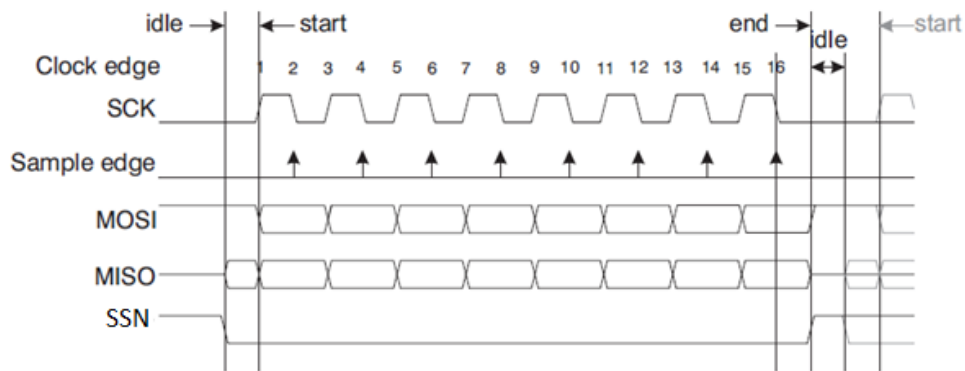 idle start end start
idle
Clock edge 1 2 3 4 5 6 7 8 9 10 11 12 13 14 15 16
SCK
Sample edge
MOSI
MISO
SSN